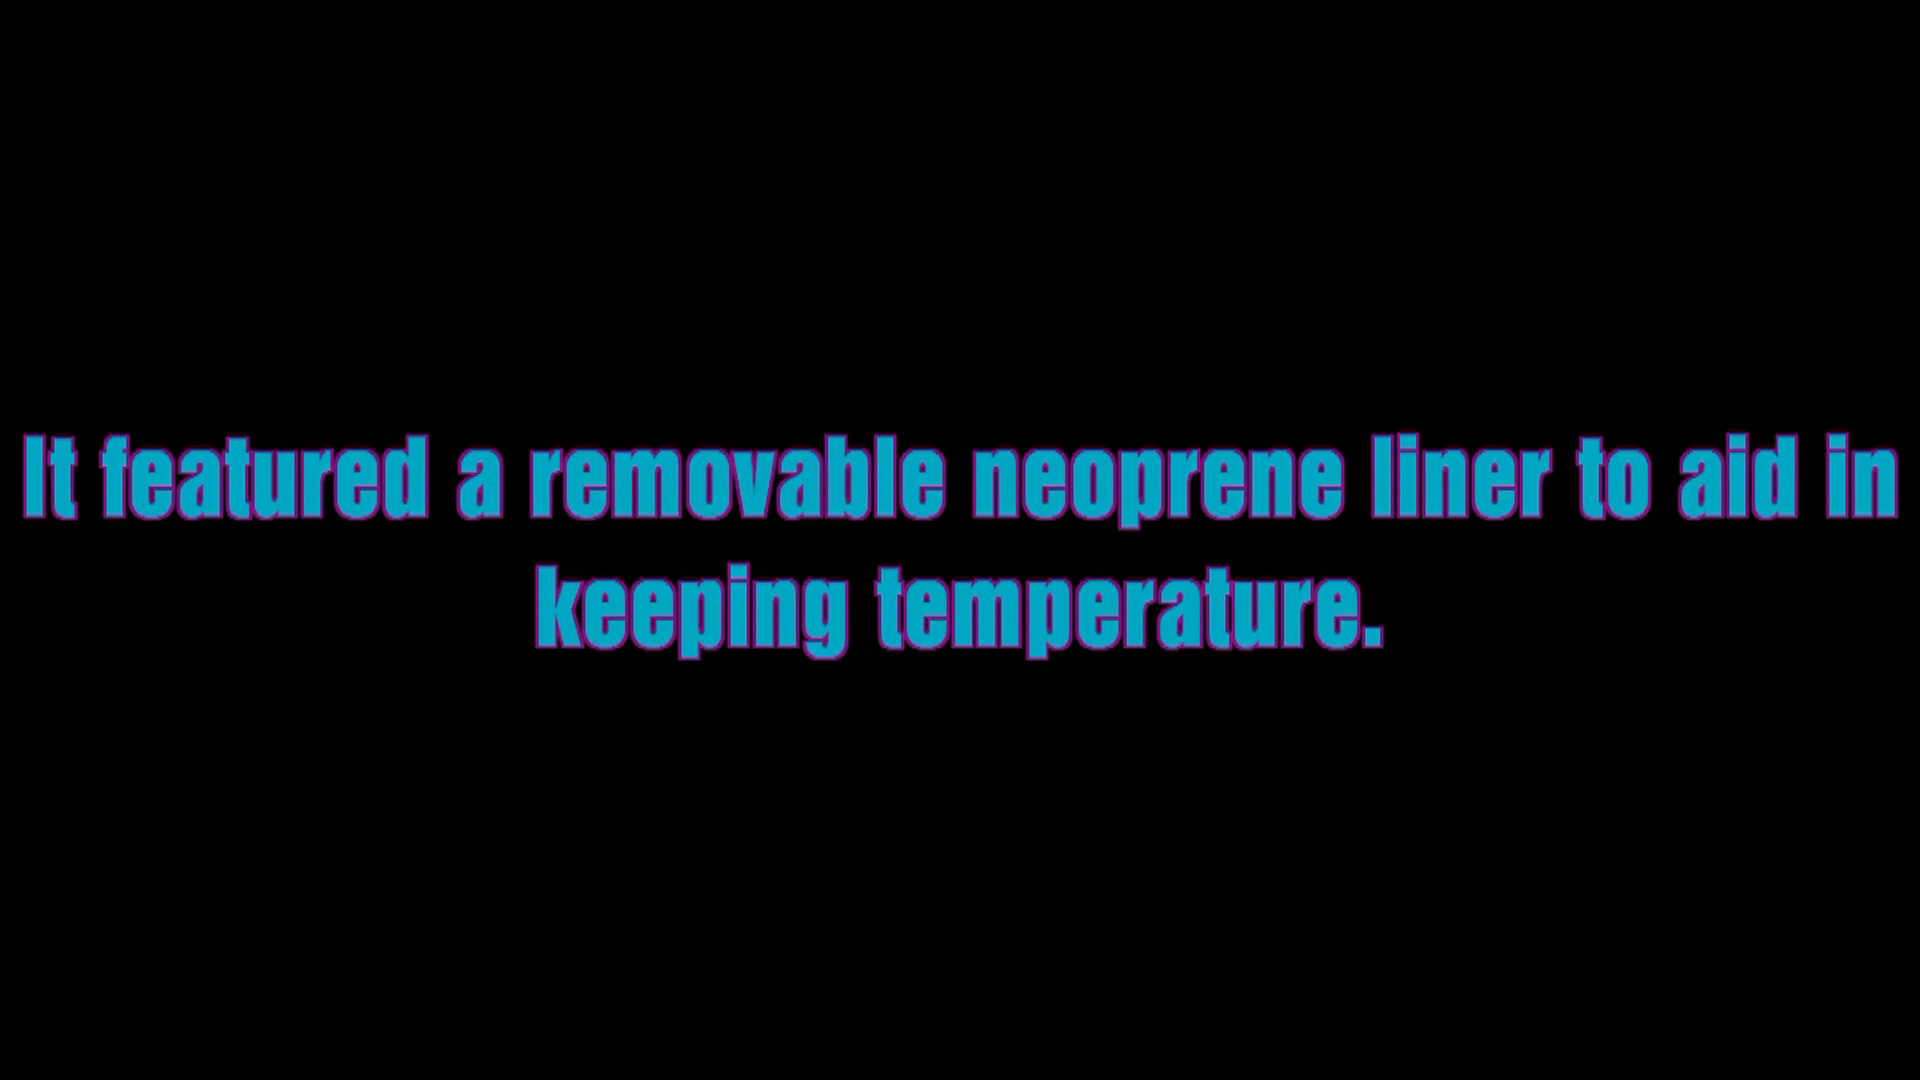 It featured a removable neoprene liner to aid in
keeping temperature.